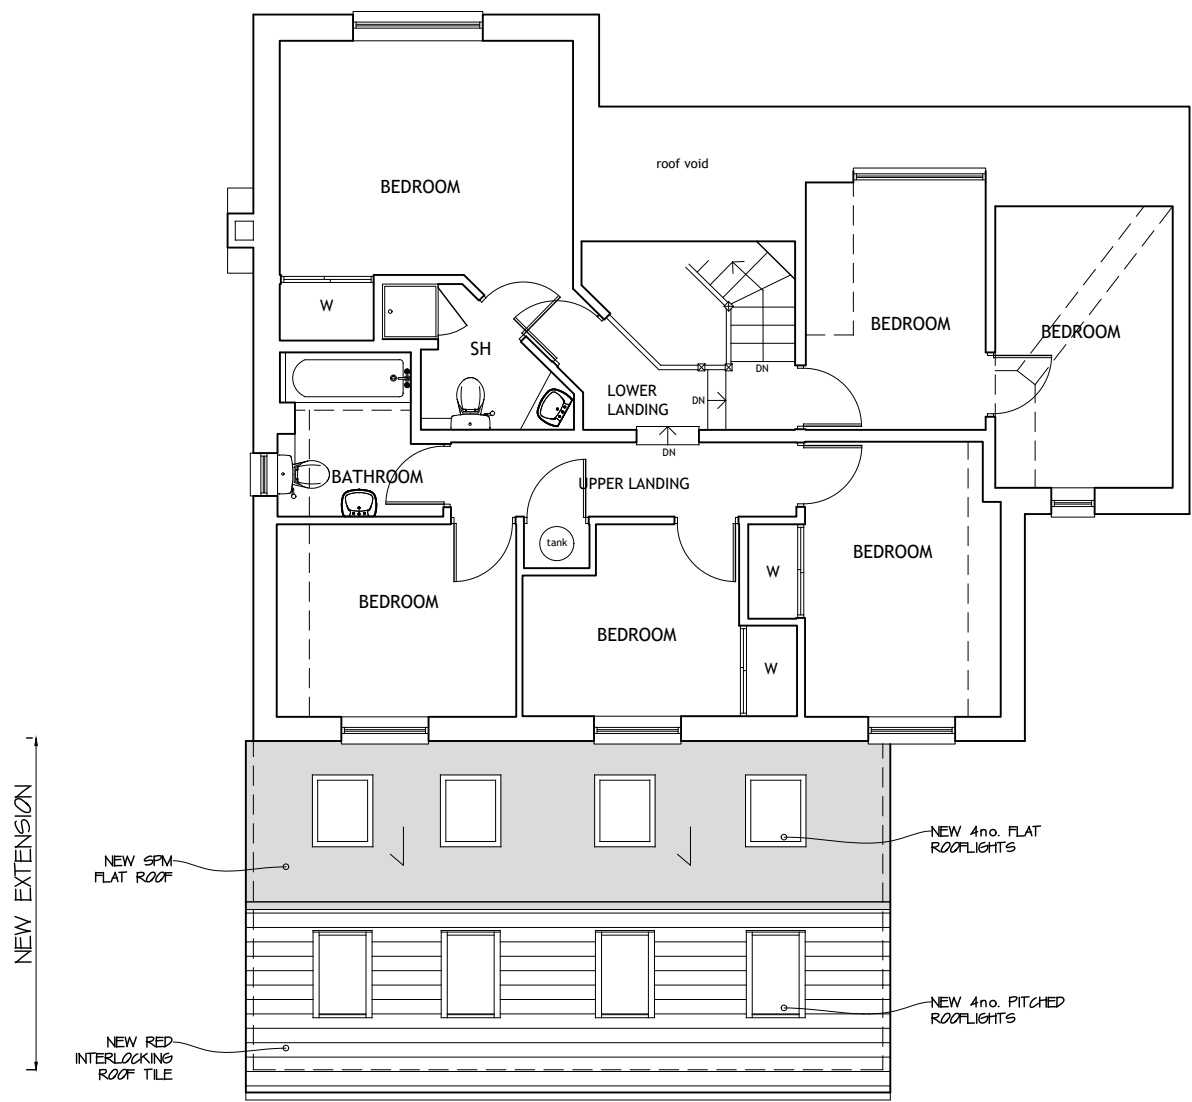 roof void
BEDROOM
W
SH
BEDROOM
BEDROOM
DN
LOWER
LANDING
DN
DN
BATHROOM
UPPER LANDING
tank
BEDROOM
BEDROOM
BEDROOM
W
W
NEW EXTENSION
NEW SPM
FLAT ROOF
NEW 4no. FLAT
ROOFLIGHTS
NEW 4no. PITCHED
ROOFLIGHTS
NEW RED
INTERLOCKING
ROOF TILE